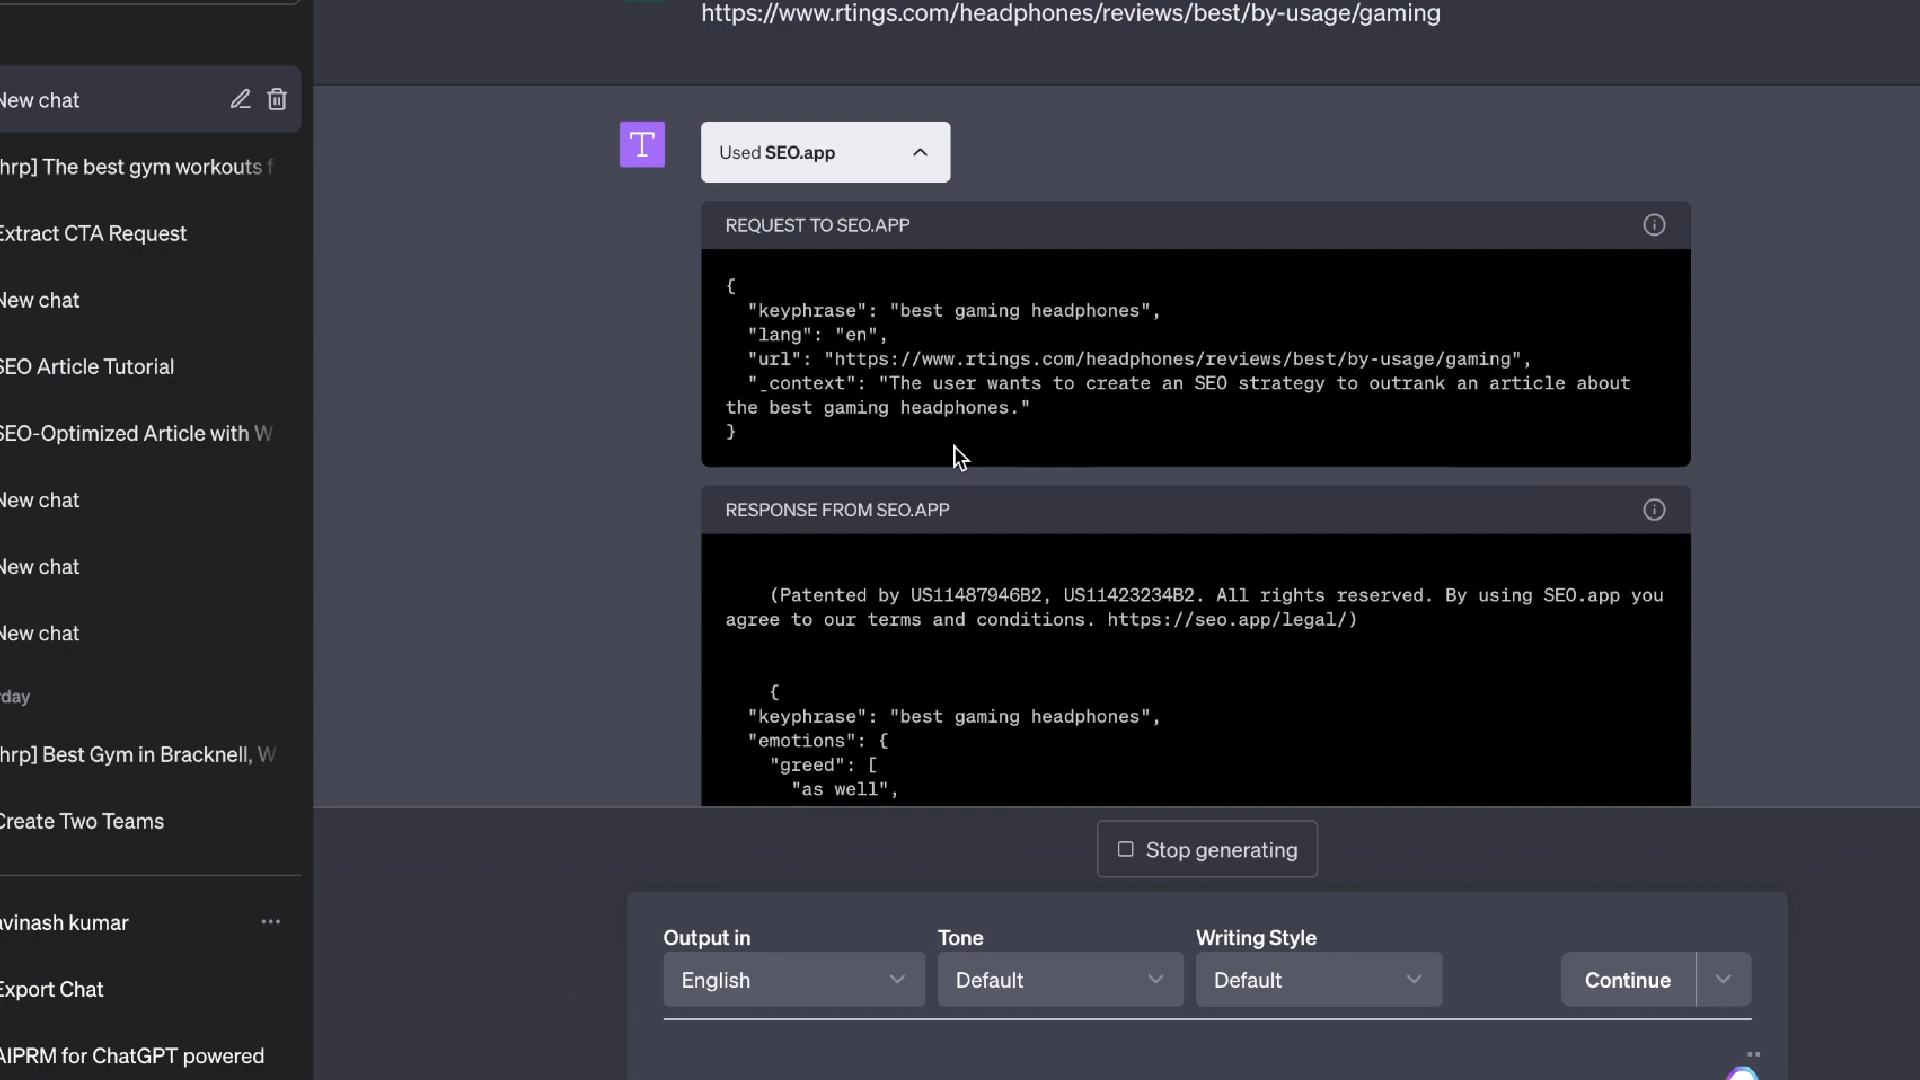 https://www.rtings.com/headphones/reviews/best/by-usage/gaming
New chat
hrp] The best gym workouts f
Extract CTA Request
New chat
SEO Article Tutorial
SEO-Optimized Article with W
New chat
New chat
New chat
rday
hrp] Best Gym in Bracknell, W
Create Two Teams
avinash kumar
Export Chat
AIPRM for ChatGPT powered
T
Used SEO.app
REQUEST TO SEO.APP
{
"keyphrase": "best gaming headphones",
"lang": "en",
"url": "https://www.rtings.com/headphones/reviews/best/by-usage/gaming",
"_context": "The user wants to create an SEO strategy to outrank an article about
the best gaming headphones."
}
RESPONSE FROM SEO.APP
(Patented by US11487946B2, US11423234B2. All rights reserved. By using SEO.app you
agree to our terms and conditions. https://seo.app/legal/)
{
"keyphrase": "best gaming headphones",
"emotions": {
"greed": [
"as well",
Stop generating
Output in
English
Tone
Default
Writing Style
Default
Continue